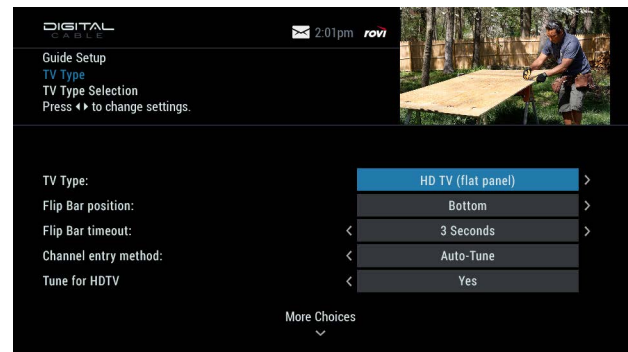 DIGITAL
CABLE
2:01pm rovi
Guide Setup
TV Type
TV Type Selection
Press to change settings.
TV Type: HD TV (flat panel)
Flip Bar position: Bottom
Flip Bar timeout: 3 Seconds
Channel entry method: Auto-Tune
Tune for HDTV Yes
More Choices